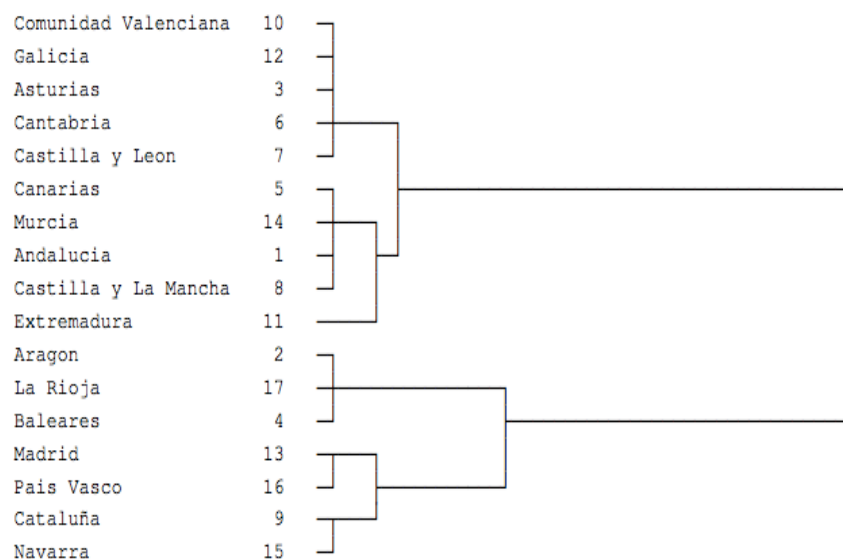 Comunidad Valenciana 10
Galicia 12
Asturias 3
Cantabria 6
Castilla y Leon 7
Canarias 5
Murcia 14
Andalucia 1
Castilla y La Mancha 8
Extremadura 11
Aragon 2
La Rioja 17
Baleares 4
Madrid 13
Pais Vasco 16
Cataluña 9
Navarra 15